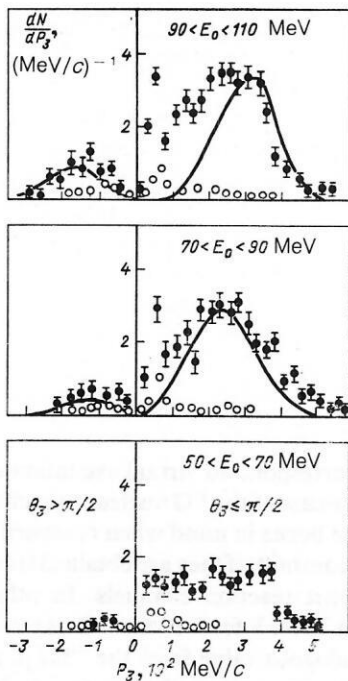 dN/dP₃,
(MeV/c)⁻¹
90<E₀<110 MeV
4
2
70<E₀<90 MeV
4
2
50<E₀<70 MeV
4
θ₃>π/2
θ₃≤π/2
2
-3 -2 -1 0 1 2 3 4 5
P₃, 10² MeV/c